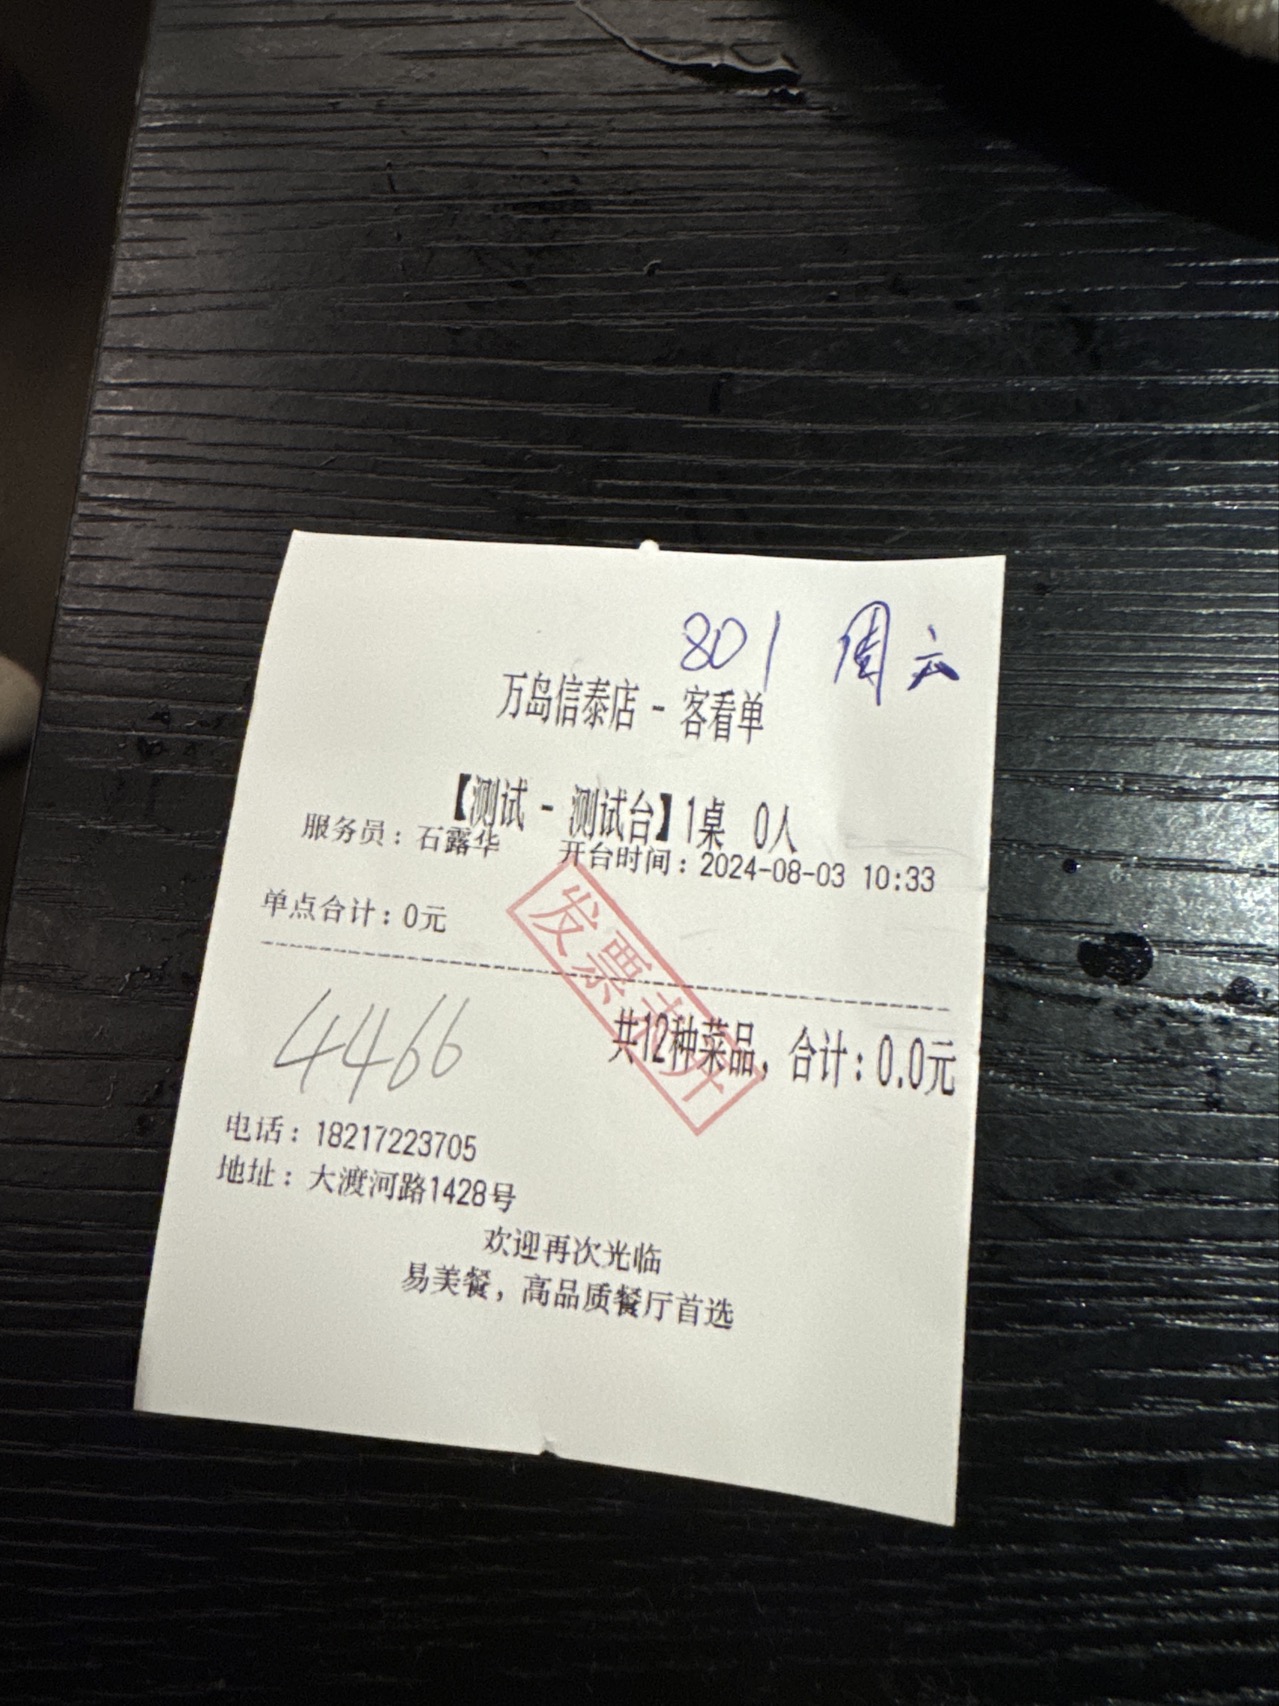 801 周六
万岛信泰店 - 客看单
【测试 - 测试台】1桌 0人
服务员：石露华 开台时间：2024-08-03 10:33
单点合计：0元
发票未开
共12种菜品，合计：0.0元
4466
电话：18217223705
地址：大渡河路1428号
欢迎再次光临
易美餐，高品质餐厅首选